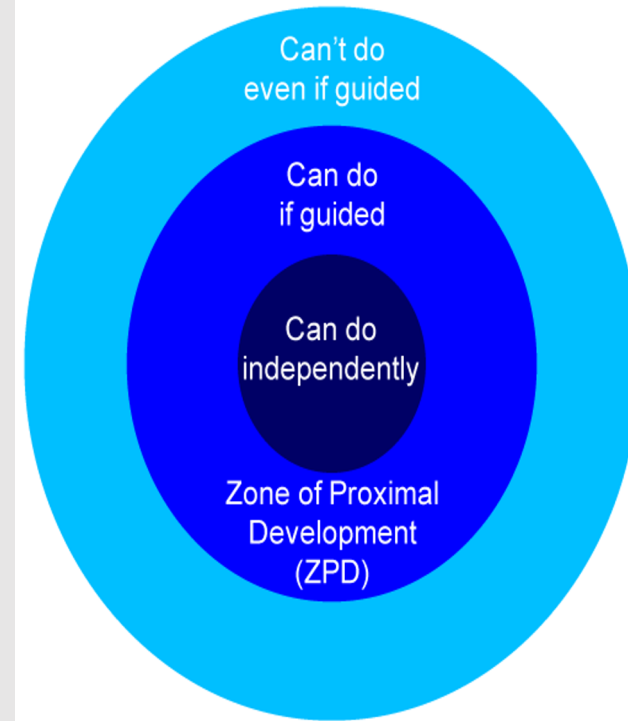 Can’t do
even if guided
Can do
if guided
Can do
independently
Zone of Proximal
Development
(ZPD)